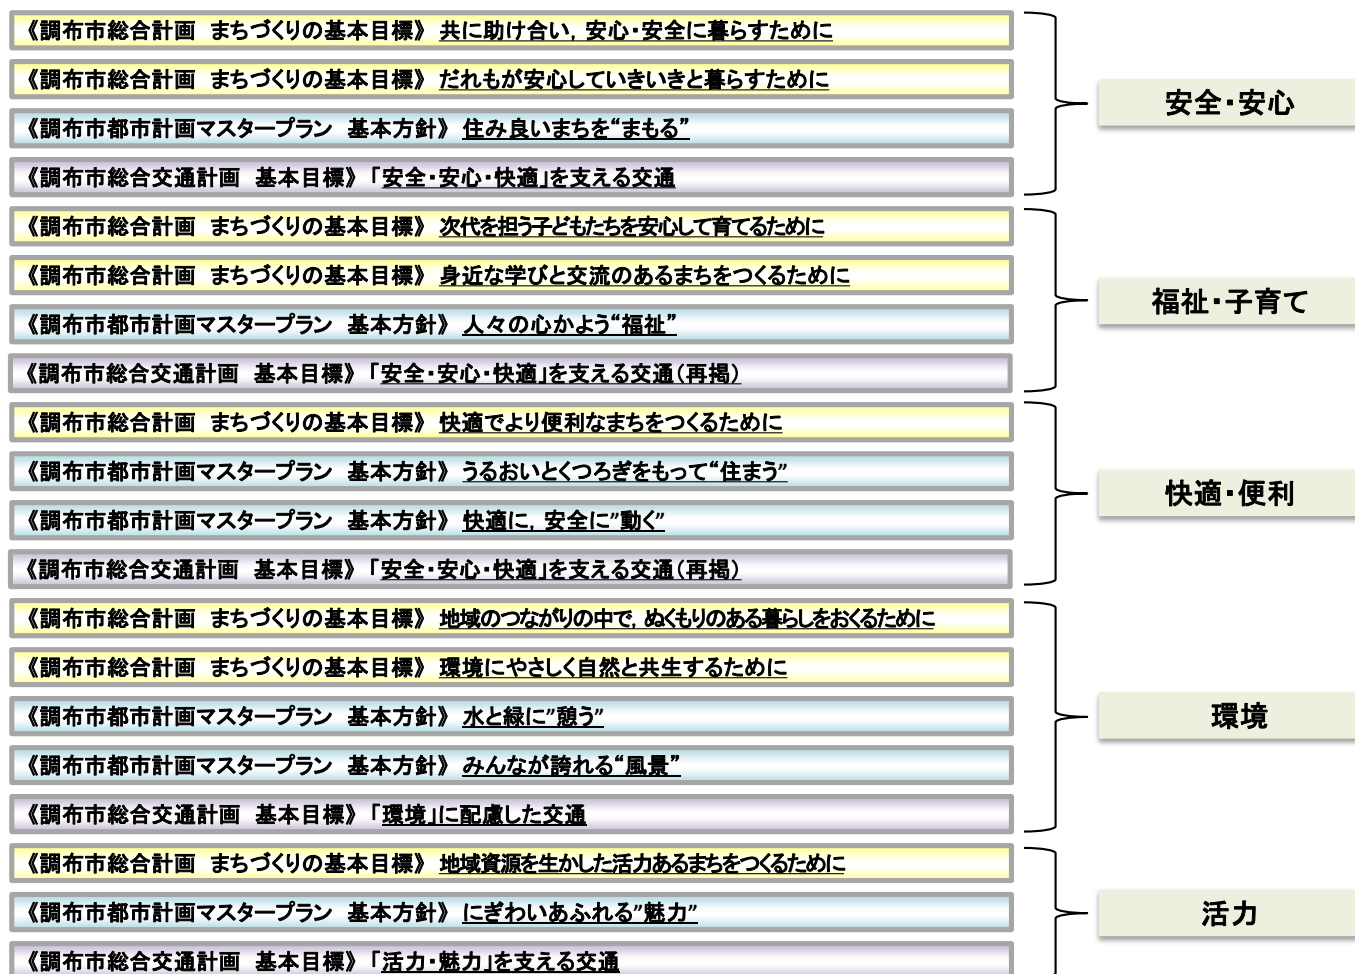 《調布市総合計画　まちづくりの基本目標》 共に助け合い，安心・安全に暮らすために
《調布市総合計画　まちづくりの基本目標》 だれもが安心していきいきと暮らすために
《調布市都市計画マスタープラン　基本方針》 住み良いまちを“まもる”
《調布市総合交通計画　基本目標》「安全・安心・快適」を支える交通
安全・安心
《調布市総合計画　まちづくりの基本目標》 次代を担う子どもたちを安心して育てるために
《調布市総合計画　まちづくりの基本目標》 身近な学びと交流のあるまちをつくるために
《調布市都市計画マスタープラン　基本方針》 人々の心かよう“福祉”
《調布市総合交通計画　基本目標》「安全・安心・快適」を支える交通（再掲）
福祉・子育て
《調布市総合計画　まちづくりの基本目標》 快適でより便利なまちをつくるために
《調布市都市計画マスタープラン　基本方針》 うるおいとくつろぎをもって“住まう”
《調布市都市計画マスタープラン　基本方針》 快適に，安全に”動く”
《調布市総合交通計画　基本目標》「安全・安心・快適」を支える交通（再掲）
快適・便利
《調布市総合計画　まちづくりの基本目標》 地域のつながりの中で，ぬくもりのある暮らしをおくるために
《調布市総合計画　まちづくりの基本目標》 環境にやさしく自然と共生するために
《調布市都市計画マスタープラン　基本方針》 水と緑に”憩う”
《調布市都市計画マスタープラン　基本方針》 みんなが誇れる“風景”
《調布市総合交通計画　基本目標》「環境」に配慮した交通
環境
《調布市総合計画　まちづくりの基本目標》 地域資源を生かした活力あるまちをつくるために
《調布市都市計画マスタープラン　基本方針》 にぎわいあふれる”魅力”
《調布市総合交通計画　基本目標》「活力・魅力」を支える交通
活力